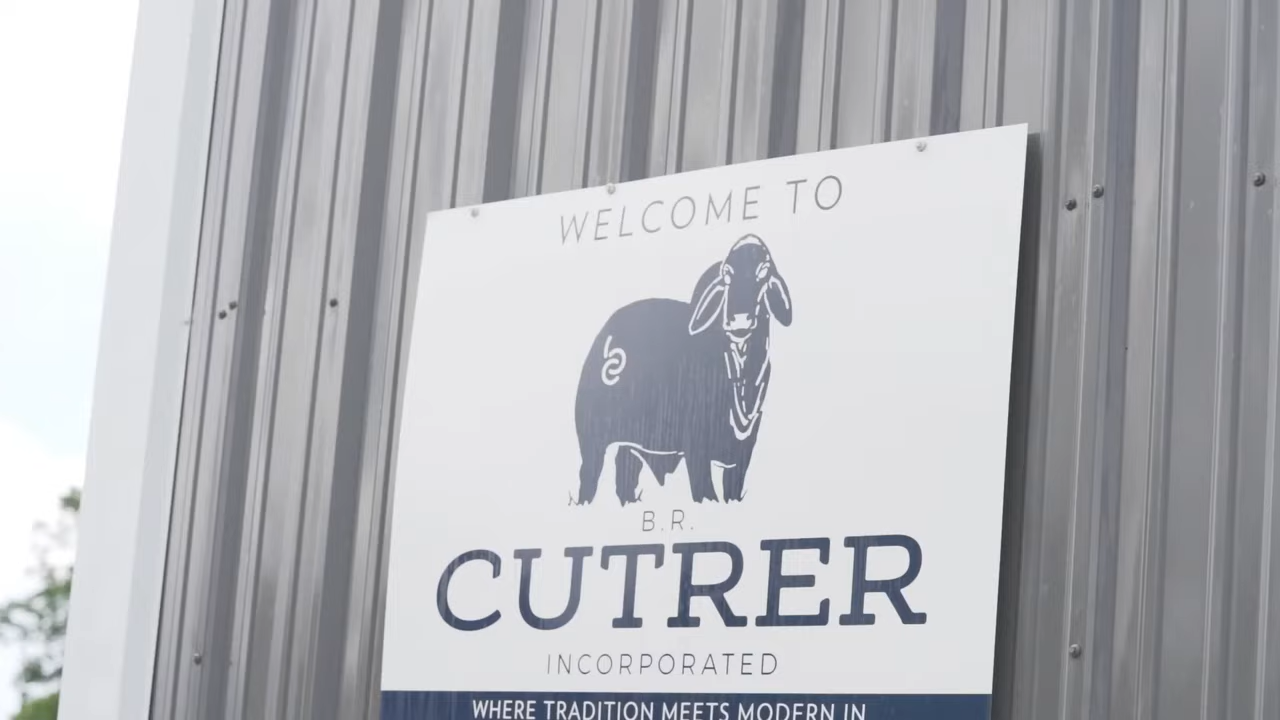 WELCOME TO
B.R.
CUTRER
INCORPORATED
WHERE TRADITION MEETS MODERN IN